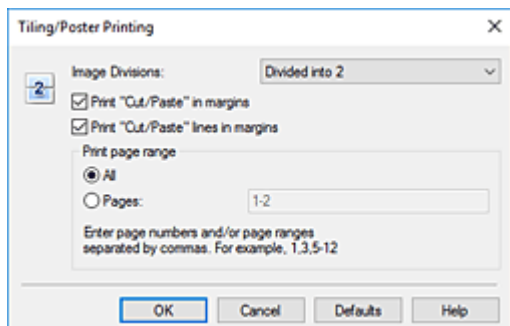 Tiling/Poster Printing
Image Divisions: Divided into 2
2
Print "Cut/Paste" in margins
Print "Cut/Paste" lines in margins
Print page range
All
Pages: 1-2
Enter page numbers and/or page ranges
separated by commas. For example, 1,3,5-12
OK Cancel Defaults Help